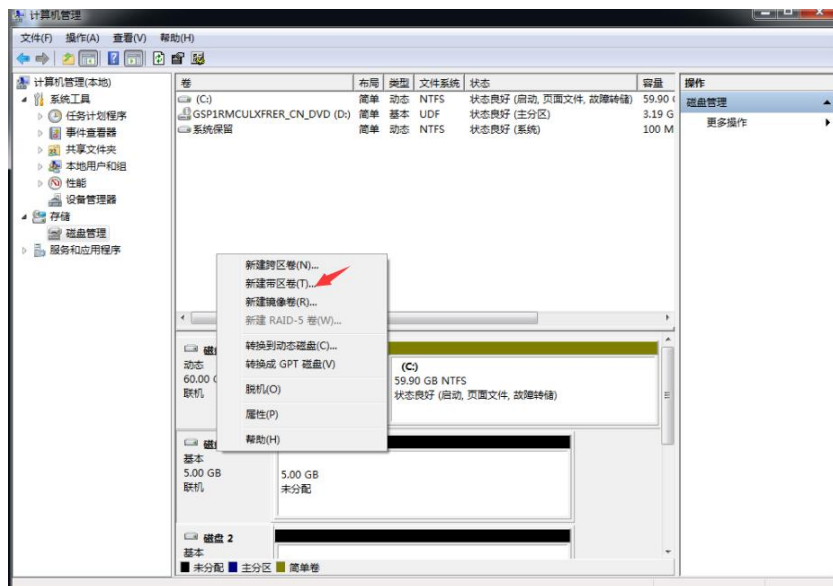 计算机管理
文件(F) 操作(A) 查看(V) 帮助(H)
计算机管理(本地)
系统工具
任务计划程序
事件查看器
共享文件夹
本地用户和组
性能
设备管理器
存储
磁盘管理
服务和应用程序
卷 布局 类型 文件系统 状态 容量
(C:) 简单 动态 NTFS 状态良好 (启动, 页面文件, 故障转储) 59.90
GSP1RMCULXFRER_CN_DVD (D:) 简单 基本 UDF 状态良好 (主分区) 3.19 G
系统保留 简单 动态 NTFS 状态良好 (系统) 100 M
操作
磁盘管理
更多操作
新建跨区卷(N)...
新建带区卷(T)...
新建镜像卷(R)...
新建 RAID-5 卷(W)...
转换到动态磁盘(C)...
转换成 GPT 磁盘(V)
脱机(O)
属性(P)
帮助(H)
动态
60.00
联机
(C:)
59.90 GB NTFS
状态良好 (启动, 页面文件, 故障转储)
基本
5.00 GB
联机
5.00 GB
未分配
磁盘 2
基本
未分配 主分区 简单卷